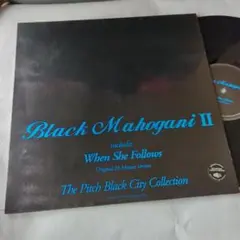 Black Mahogani II
includes
When She Follows
The Pitch Black City Collection